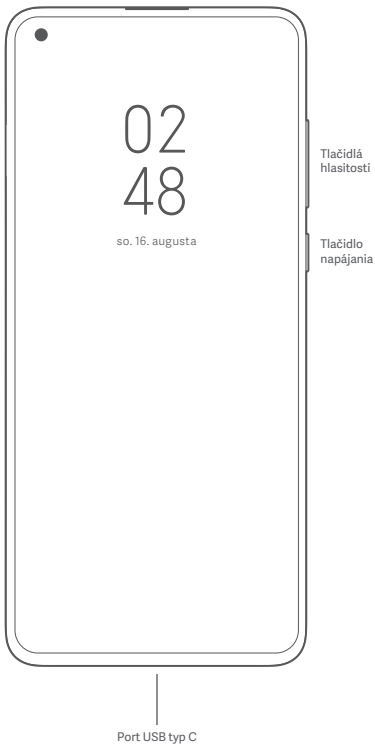 02
48
so. 16. augusta
Tlačidlá
hlasitosti
Tlačidlo
napájania
Port USB typ C